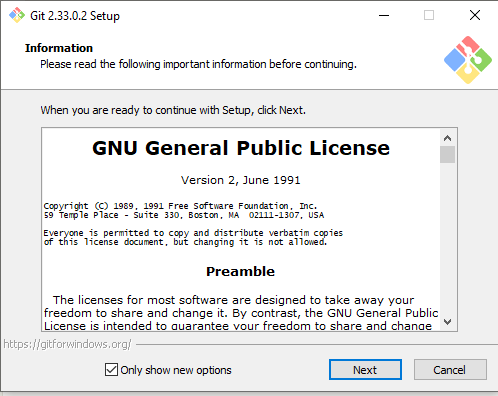 Git 2.33.0.2 Setup
Information
Please read the following important information before continuing.
When you are ready to continue with Setup, click Next.
GNU General Public License
Version 2, June 1991
Copyright (C) 1989, 1991 Free Software Foundation, Inc.
59 Temple Place - Suite 330, Boston, MA  02111-1307, USA
Everyone is permitted to copy and distribute verbatim copies
of this license document, but changing it is not allowed.
Preamble
The licenses for most software are designed to take away your
freedom to share and change it. By contrast, the GNU General Public
License is intended to guarantee your freedom to share and change
https://gitforwindows.org/
Only show new options
Next
Cancel